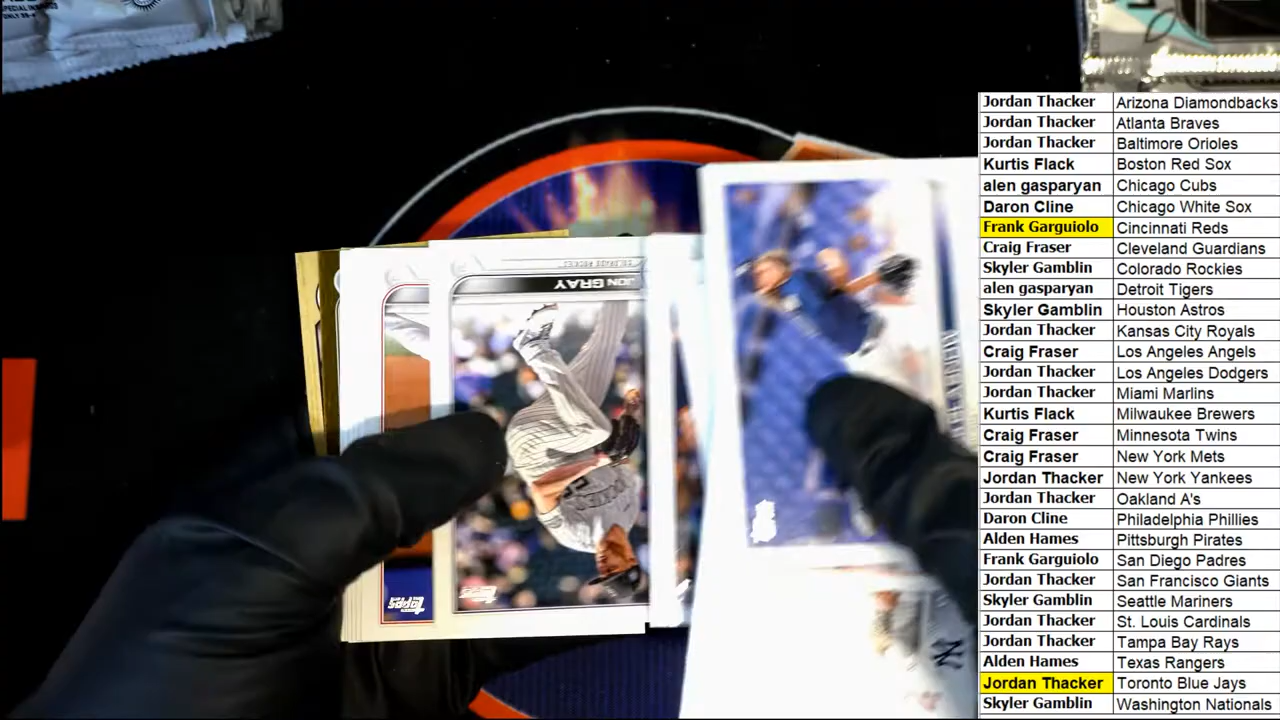 Jordan Thacker Arizona Diamondbacks
Jordan Thacker Atlanta Braves
Jordan Thacker Baltimore Orioles
Kurtis Flack Boston Red Sox
alen gasparyan Chicago Cubs
Daron Cline Chicago White Sox
Frank Garguiolo Cincinnati Reds
Craig Fraser Cleveland Guardians
Skyler Gamblin Colorado Rockies
alen gasparyan Detroit Tigers
Skyler Gamblin Houston Astros
Jordan Thacker Kansas City Royals
Craig Fraser Los Angeles Angels
Jordan Thacker Los Angeles Dodgers
Jordan Thacker Miami Marlins
Kurtis Flack Milwaukee Brewers
Craig Fraser Minnesota Twins
Craig Fraser New York Mets
Jordan Thacker New York Yankees
Jordan Thacker Oakland A's
Daron Cline Philadelphia Phillies
Alden Hames Pittsburgh Pirates
Frank Garguiolo San Diego Padres
Jordan Thacker San Francisco Giants
Skyler Gamblin Seattle Mariners
Jordan Thacker St. Louis Cardinals
Jordan Thacker Tampa Bay Rays
Alden Hames Texas Rangers
Jordan Thacker Toronto Blue Jays
Skyler Gamblin Washington Nationals
COLORADO ROCKIES
JON GRAY
Topps
Topps